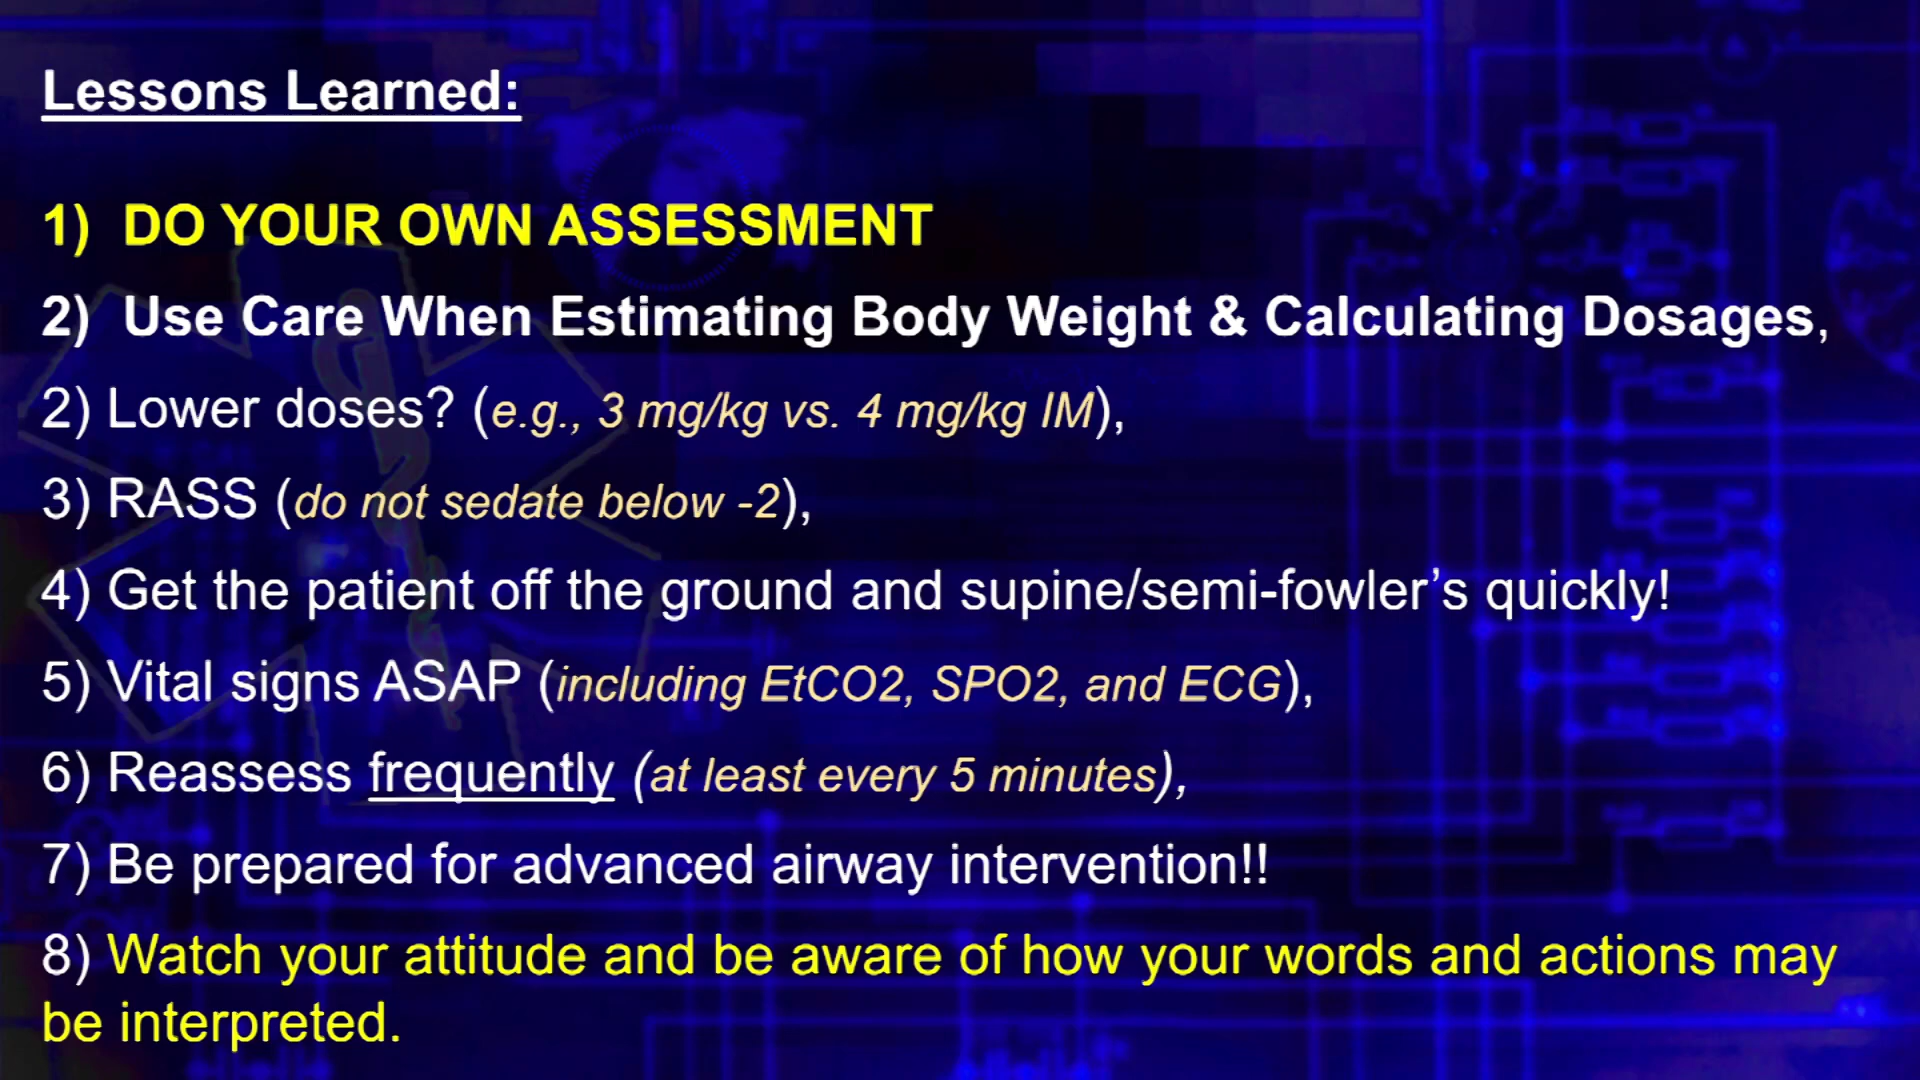 Lessons Learned:
1) DO YOUR OWN ASSESSMENT
2) Use Care When Estimating Body Weight & Calculating Dosages,
2) Lower doses? (e.g., 3 mg/kg vs. 4 mg/kg IM),
3) RASS (do not sedate below -2),
4) Get the patient off the ground and supine/semi-fowler’s quickly!
5) Vital signs ASAP (including EtCO2, SPO2, and ECG),
6) Reassess frequently (at least every 5 minutes),
7) Be prepared for advanced airway intervention!!
8) Watch your attitude and be aware of how your words and actions may
be interpreted.